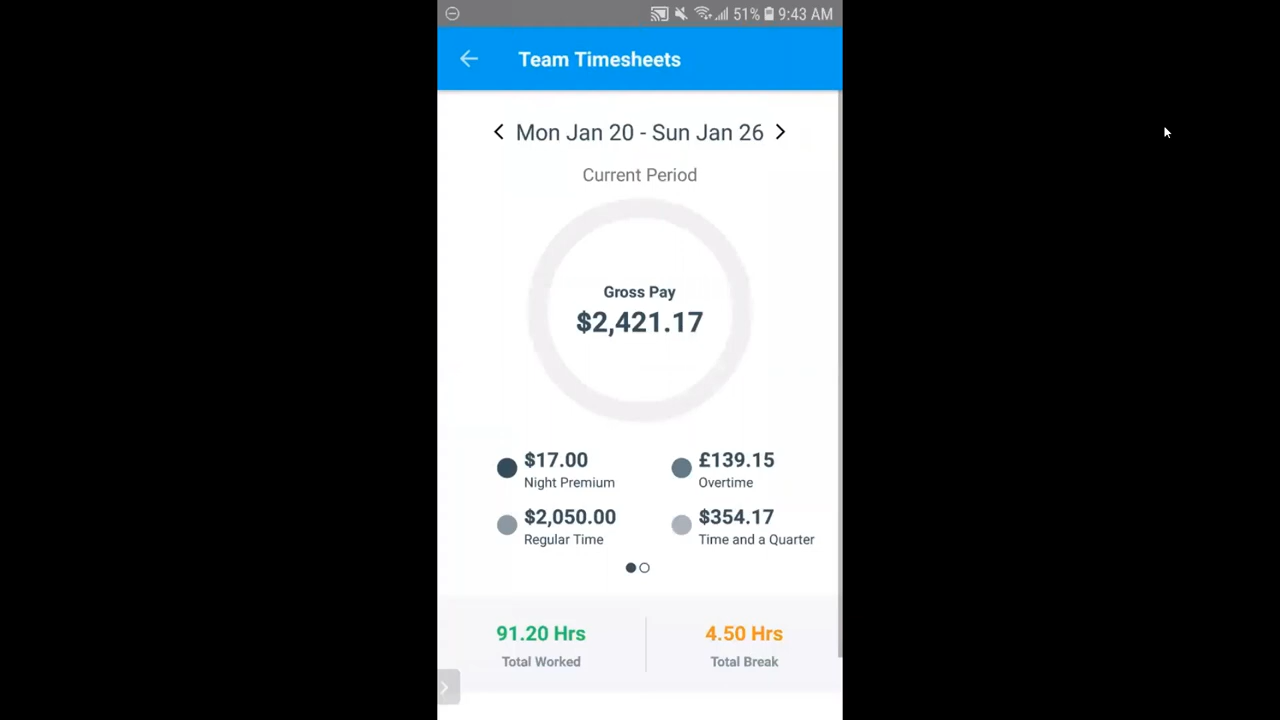 51% 9:43 AM
Team Timesheets
Mon Jan 20 - Sun Jan 26
Current Period
Gross Pay
$2,421.17
$17.00 £139.15
Night Premium Overtime
$2,050.00 $354.17
Regular Time Time and a Quarter
91.20 Hrs 4.50 Hrs
Total Worked Total Break